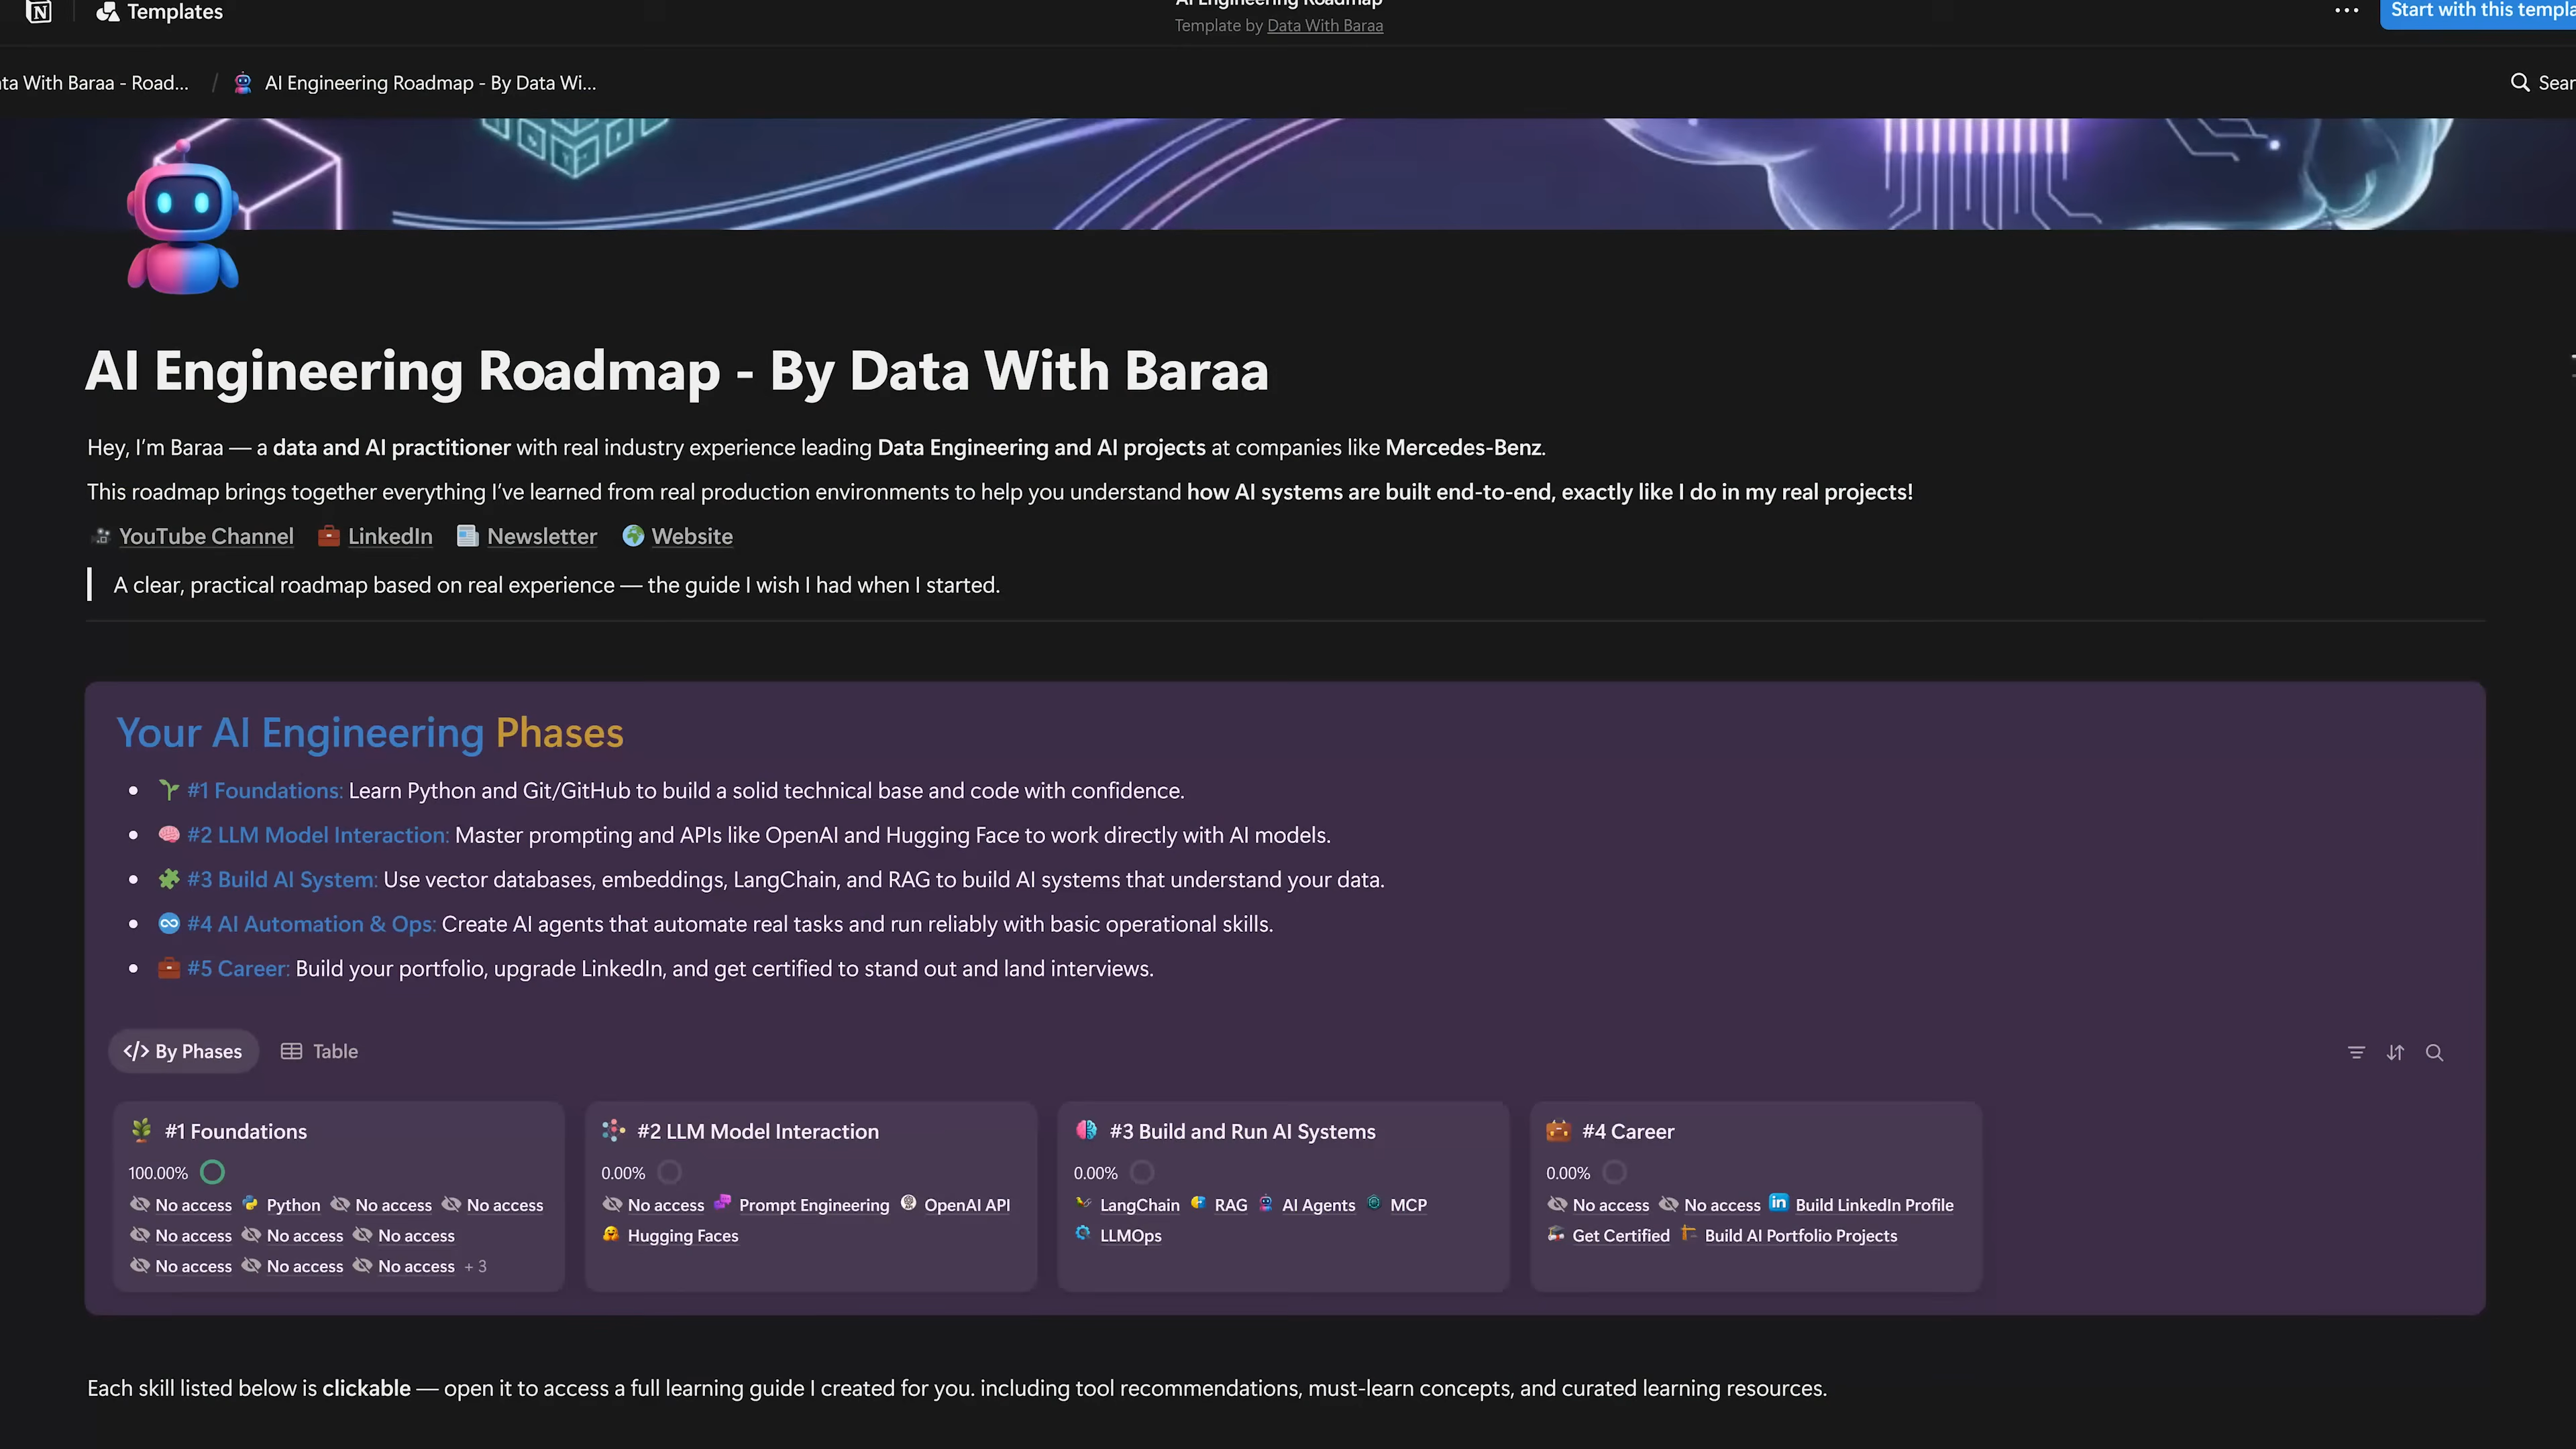 Templates
AI Engineering Roadmap
Template by Data With Baraa
Start with this templa
ta With Baraa - Road... / AI Engineering Roadmap - By Data Wi...
Sear
AI Engineering Roadmap - By Data With Baraa
Hey, I’m Baraa — a data and AI practitioner with real industry experience leading Data Engineering and AI projects at companies like Mercedes-Benz.
This roadmap brings together everything I’ve learned from real production environments to help you understand how AI systems are built end-to-end, exactly like I do in my real projects!
YouTube Channel LinkedIn Newsletter Website
A clear, practical roadmap based on real experience — the guide I wish I had when I started.
Your AI Engineering Phases
#1 Foundations: Learn Python and Git/GitHub to build a solid technical base and code with confidence.
#2 LLM Model Interaction: Master prompting and APIs like OpenAI and Hugging Face to work directly with AI models.
#3 Build AI System: Use vector databases, embeddings, LangChain, and RAG to build AI systems that understand your data.
#4 AI Automation & Ops: Create AI agents that automate real tasks and run reliably with basic operational skills.
#5 Career: Build your portfolio, upgrade LinkedIn, and get certified to stand out and land interviews.
By Phases Table
#1 Foundations
100.00%
No access Python No access No access
No access No access No access
No access No access No access + 3
#2 LLM Model Interaction
0.00%
No access Prompt Engineering OpenAI API
Hugging Faces
#3 Build and Run AI Systems
0.00%
LangChain RAG AI Agents MCP
LLMOps
#4 Career
0.00%
No access No access Build LinkedIn Profile
Get Certified Build AI Portfolio Projects
Each skill listed below is clickable — open it to access a full learning guide I created for you. including tool recommendations, must-learn concepts, and curated learning resources.